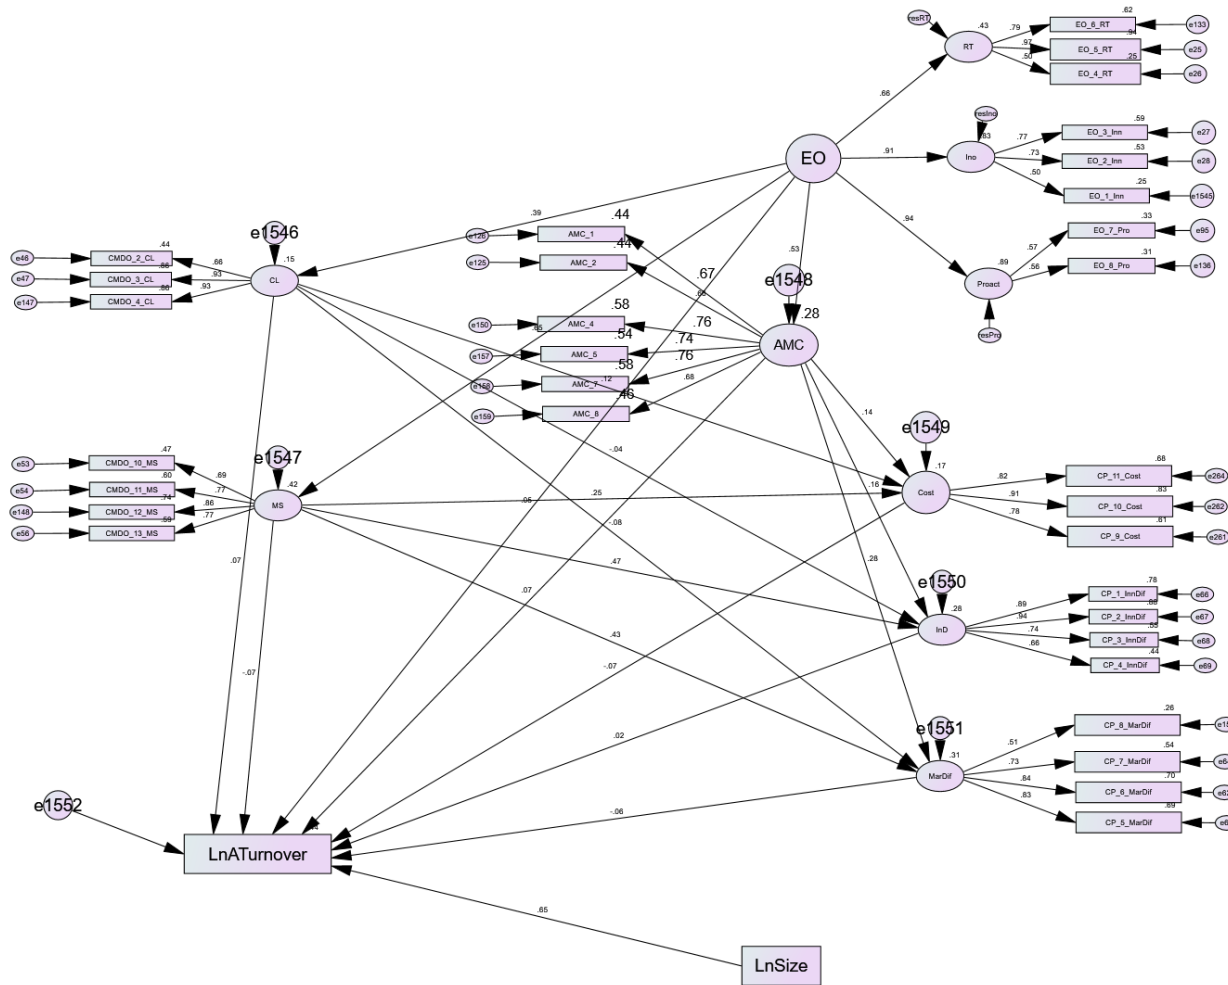 resRT
.43
RT
.79
.62
EO_6_RT
e133
.97
.94
EO_5_RT
e25
.50
.25
EO_4_RT
e26
.66
resIno
.83
Ino
.91
.77
.59
EO_3_Inn
e27
.73
.53
EO_2_Inn
e28
.50
.25
EO_1_Inn
e1545
EO
.94
.89
Proact
resPro
.57
.33
EO_7_Pro
e95
.56
.31
EO_8_Pro
e136
.39
.53
e1546
.15
CL
e46
.44
CMDO_2_CL
.66
e47
.86
CMDO_3_CL
.93
e147
.86
CMDO_4_CL
.93
e126
AMC_1
.44
.67
e125
AMC_2
.44
.66
e1548
.28
AMC
e150
AMC_4
.58
.76
.65
e157
AMC_5
.54
.74
e158
AMC_7
.58
.76
.12
e159
AMC_8
.46
.68
.14
e1549
.17
Cost
.16
.82
.68
CP_11_Cost
e264
.91
.83
CP_10_Cost
e262
.78
.61
CP_9_Cost
e261
-.04
e1547
.42
MS
e53
.47
CMDO_10_MS
.69
e54
.60
CMDO_11_MS
.77
e148
.74
CMDO_12_MS
.86
e56
.59
CMDO_13_MS
.77
.25
.05
-.08
.47
.28
.07
.07
.43
-.07
-.07
e1550
.28
InD
.89
.78
CP_1_InnDif
e66
.94
CP_2_InnDif
e67
.74
.55
CP_3_InnDif
e68
.66
.44
CP_4_InnDif
e69
.02
e1551
.31
MarDif
.51
.26
CP_8_MarDif
.73
.54
CP_7_MarDif
.84
.70
CP_6_MarDif
.83
.69
CP_5_MarDif
-.06
e1552
LnATurnover
.65
LnSize